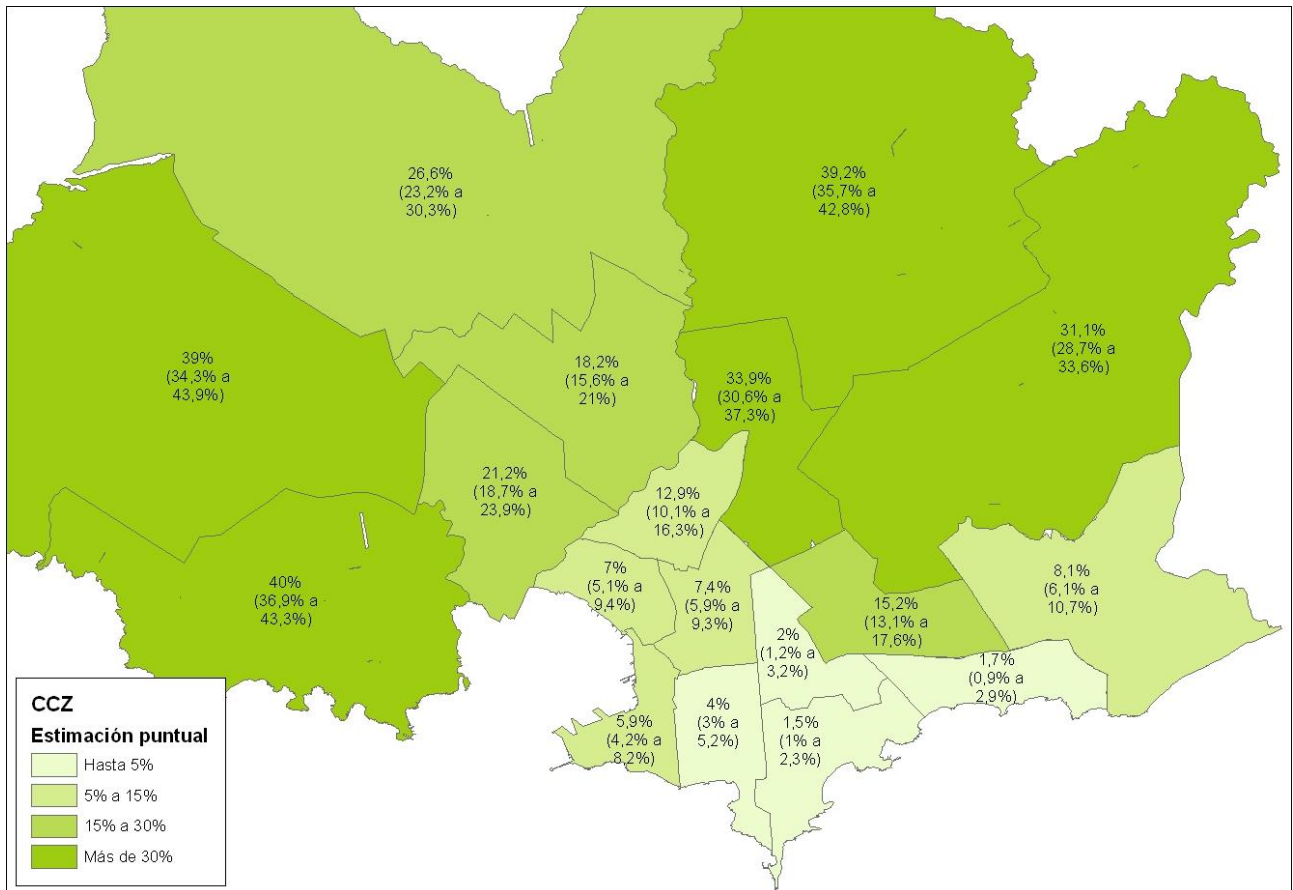 26,6%
(23,2% a
30,3%)
39,2%
(35,7% a
42,8%)
39%
(34,3% a
43,9%)
18,2%
(15,6% a
21%)
33,9%
(30,6% a
37,3%)
31,1%
(28,7% a
33,6%)
21,2%
(18,7% a
23,9%)
12,9%
(10,1% a
16,3%)
40%
(36,9% a
43,3%)
7%
(5,1% a
9,4%)
7,4%
(5,9% a
9,3%)
2%
(1,2% a
3,2%)
15,2%
(13,1% a
17,6%)
8,1%
(6,1% a
10,7%)
1,7%
(0,9% a
2,9%)
5,9%
(4,2% a
8,2%)
4%
(3% a
5,2%)
1,5%
(1% a
2,3%)
CCZ
Estimación puntual
Hasta 5%
5% a 15%
15% a 30%
Más de 30%